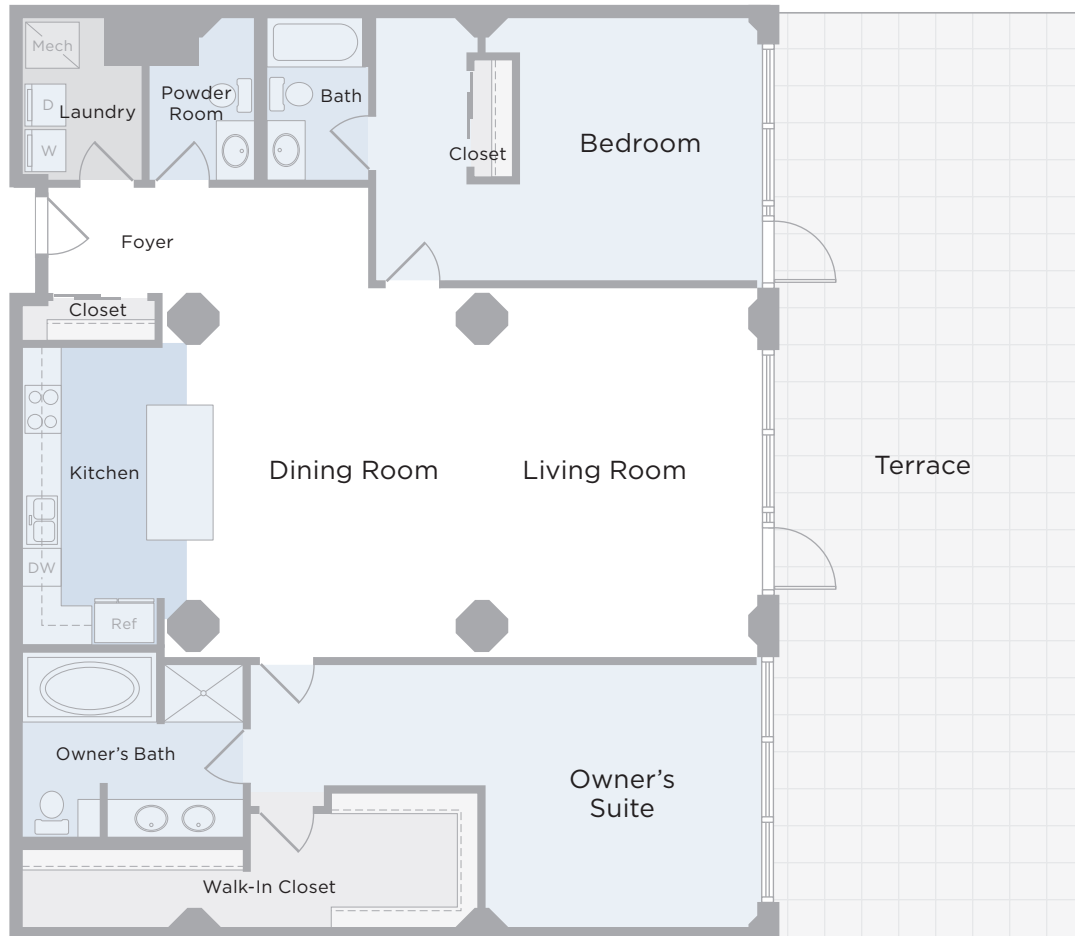 Mech
D
Laundry
W
Powder
Room
Bath
Closet
Bedroom
Foyer
Closet
Kitchen
Dining Room
Living Room
Terrace
DW
Ref
Owner's Bath
Owner's
Suite
Walk-In Closet